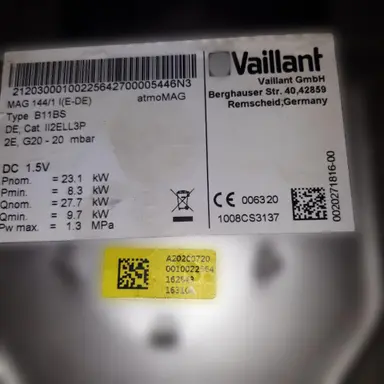 Vaillant
Vaillant GmbH
Berghauser Str. 40,42859
Remscheid;Germany
21203000100225642700005446N3
MAG 144/1 I(E-DE) atmoMAG
Type B11BS
DE, Cat. II2ELL3P
2E, G20 - 20 mbar
DC 1.5V
Pnom. = 23.1 kW
Pmin. = 8.3 kW
Qnom. = 27.7 kW
Qmin. = 9.7 kW
Pw max. = 1.3 MPa
CE 006320
1008CS3137
0020271816-00
A20200720
0010022564